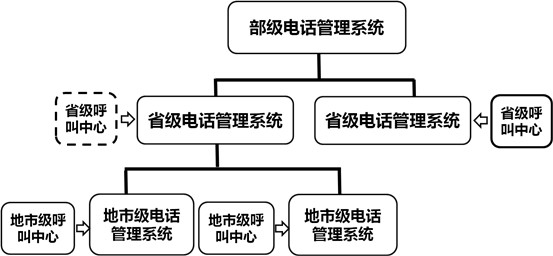 部级电话管理系统
省级呼
叫中心
省级电话管理系统
省级电话管理系统
省级呼
叫中心
地市级呼
叫中心
地市级电话
管理系统
地市级呼
叫中心
地市级电话
管理系统